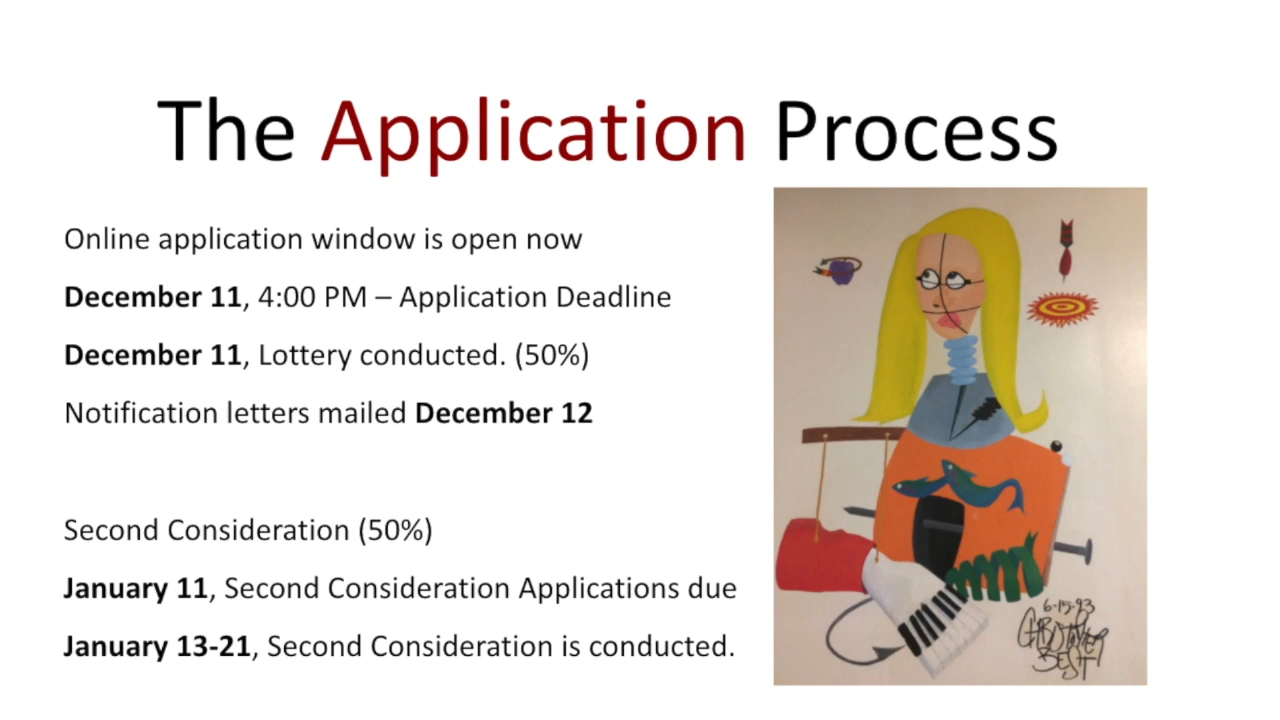 The Application Process
Online application window is open now
December 11, 4:00 PM – Application Deadline
December 11, Lottery conducted. (50%)
Notification letters mailed December 12
Second Consideration (50%)
January 11, Second Consideration Applications due
January 13-21, Second Consideration is conducted.
6-15-93
CHRISTOPHER
BEST